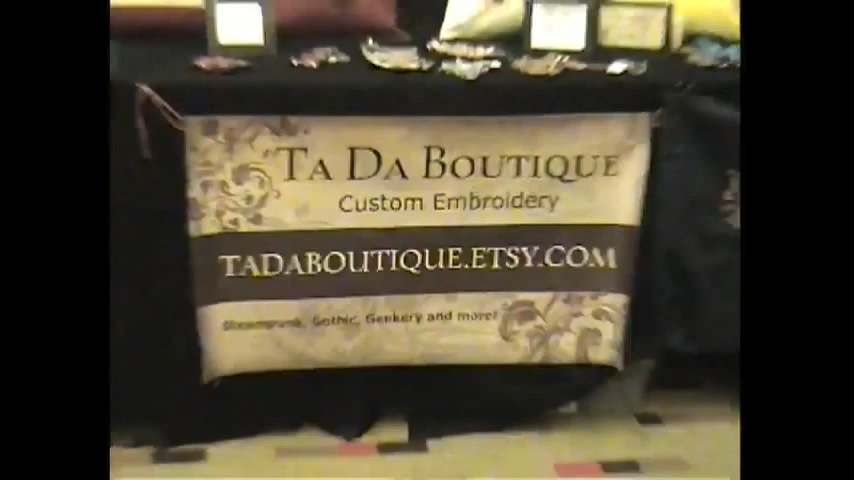 TA DA BOUTIQUE
Custom Embroidery
TADABOUTIQUE.ETSY.COM
Steampunk, Gothic, Geekery and more!